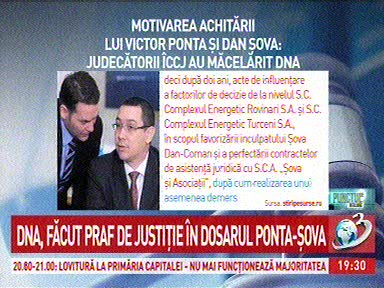 MOTIVAREA ACHITĂRII
LUI VICTOR PONTA ȘI DAN ȘOVA:
JUDECĂTORII ÎCCJ AU MĂCELĂRIT DNA
deci după doi ani, acte de influențare
a factorilor de decizie de la nivelul S.C.
Complexul Energetic Rovinari S.A. și S.C.
Complexul Energetic Turceni S.A.,
în scopul favorizării inculpatului Șova
Dan-Coman și a perfectării contractelor
de asistență juridică cu S.C.A. „Șova
și Asociații", după cum realizarea unui
asemenea demers
Sursa: stiripesurse.ro
PUNCTUL
DNA, FĂCUT PRAF DE JUSTIȚIE ÎN DOSARUL PONTA-ȘOVA
3
20.60-21.00: LOVITURĂ LA PRIMĂRIA CAPITALEI - NU MAI FUNCȚIONEAZĂ MAJORITATEA
19:30